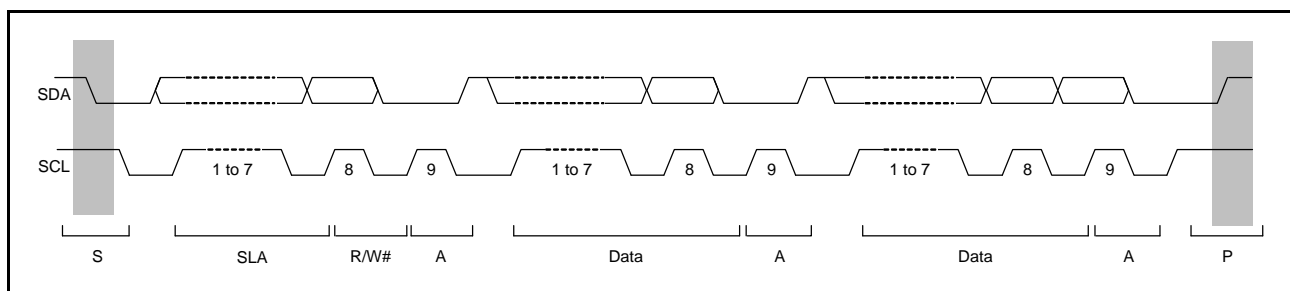 SDA
SCL
1 to 7 8 9 1 to 7 8 9 1 to 7 8 9
S SLA R/W# A Data A Data A P